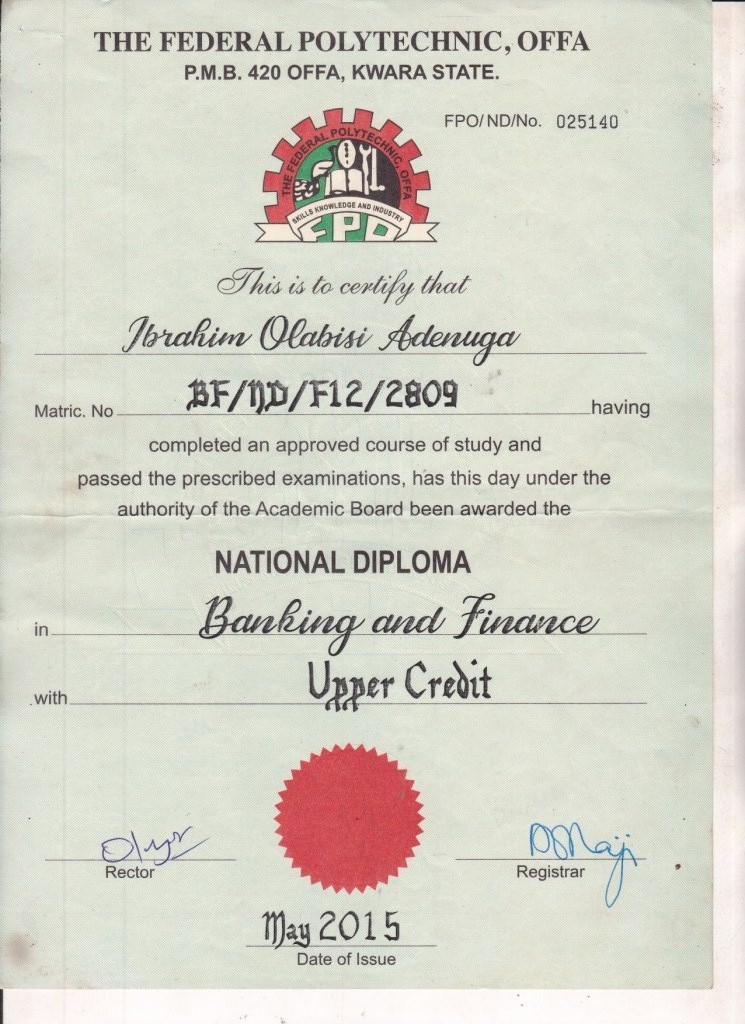 THE FEDERAL POLYTECHNIC, OFFA
P.M.B. 420 OFFA, KWARA STATE.
FPO/ND/No. 025140
THE FEDERAL POLYTECHNIC, OFFA
SKILLS KNOWLEDGE AND INDUSTRY
FPO
This is to certify that
Ibrahim Olabisi Adenuga
Matric. No BF/ND/F12/2809 having
completed an approved course of study and
passed the prescribed examinations, has this day under the
authority of the Academic Board been awarded the
NATIONAL DIPLOMA
in Banking and Finance
with Upper Credit
Rector
Registrar
May 2015
Date of Issue